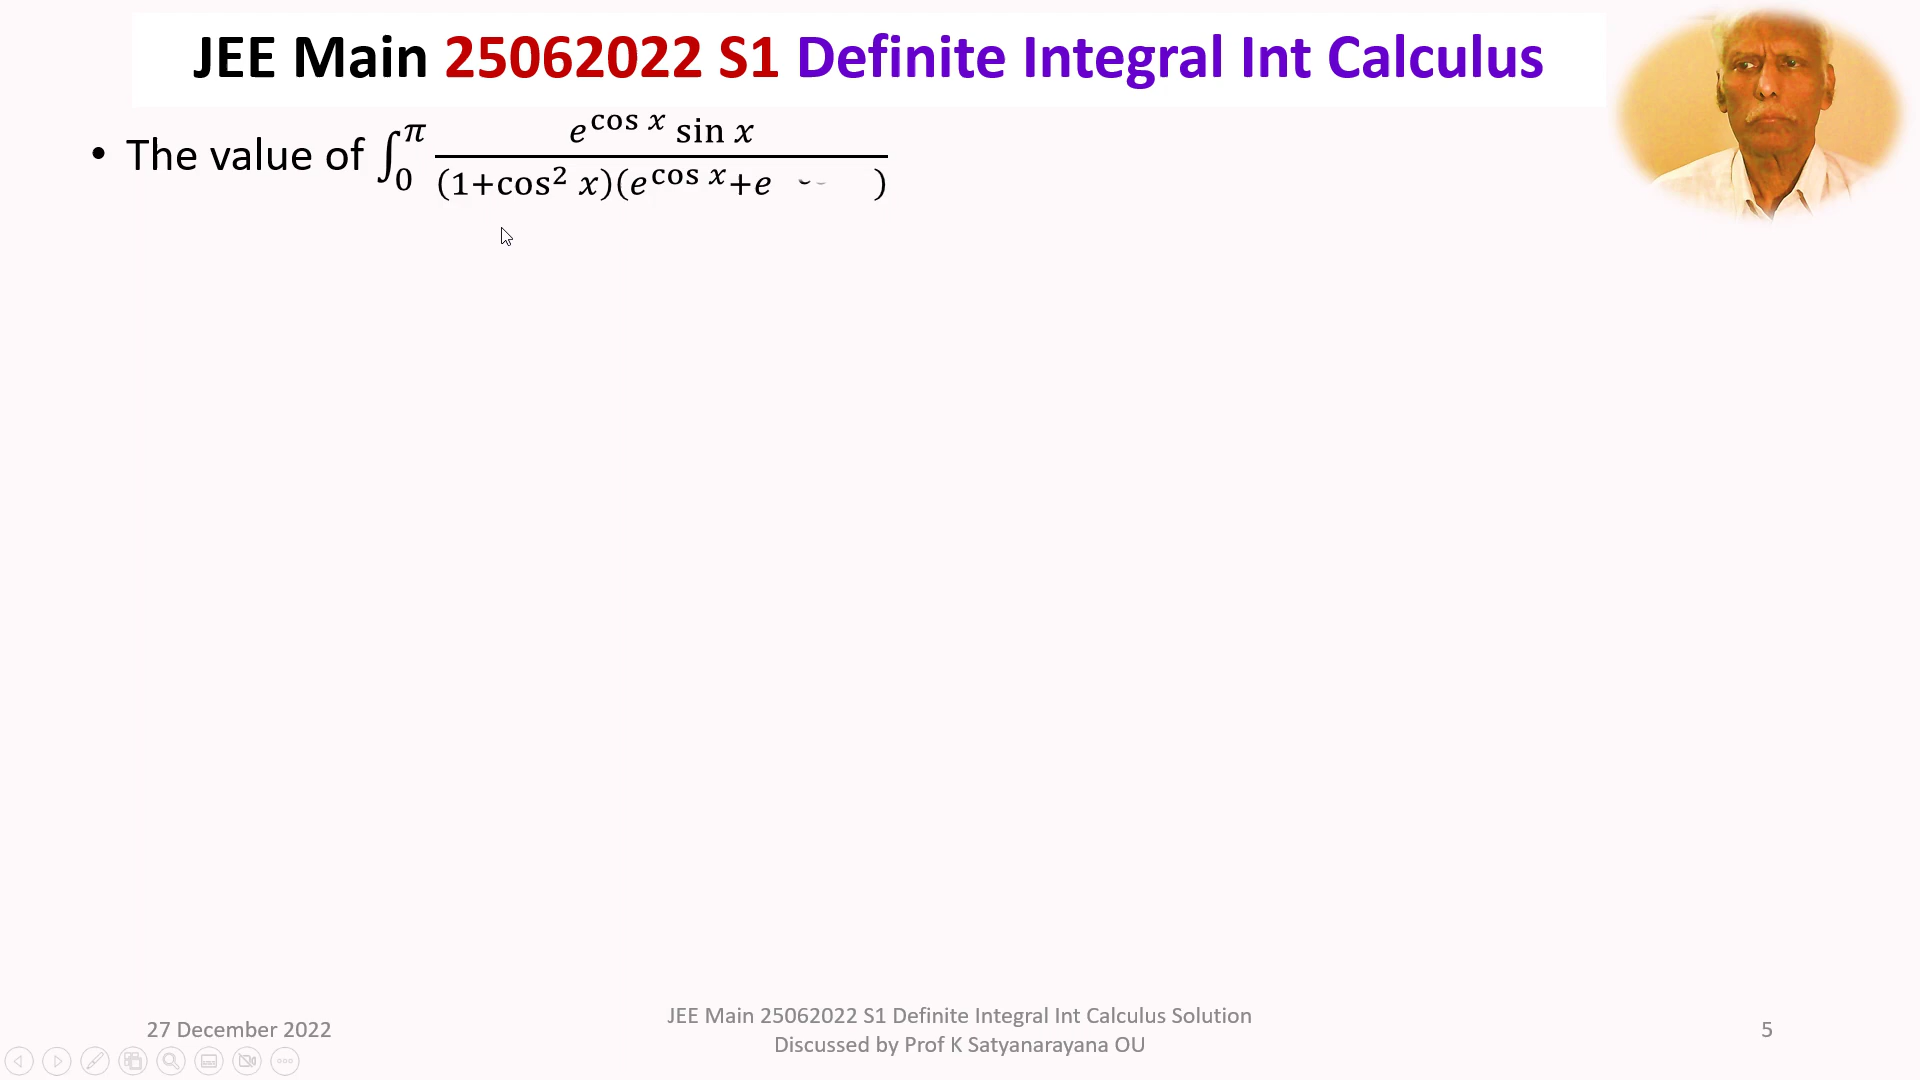 JEE Main 25062022 S1 Definite Integral Int Calculus
• The value of ∫₀^π e^{cos x} sin x / (1+cos² x)(e^{cos x}+e )
27 December 2022
JEE Main 25062022 S1 Definite Integral Int Calculus Solution
Discussed by Prof K Satyanarayana OU
5